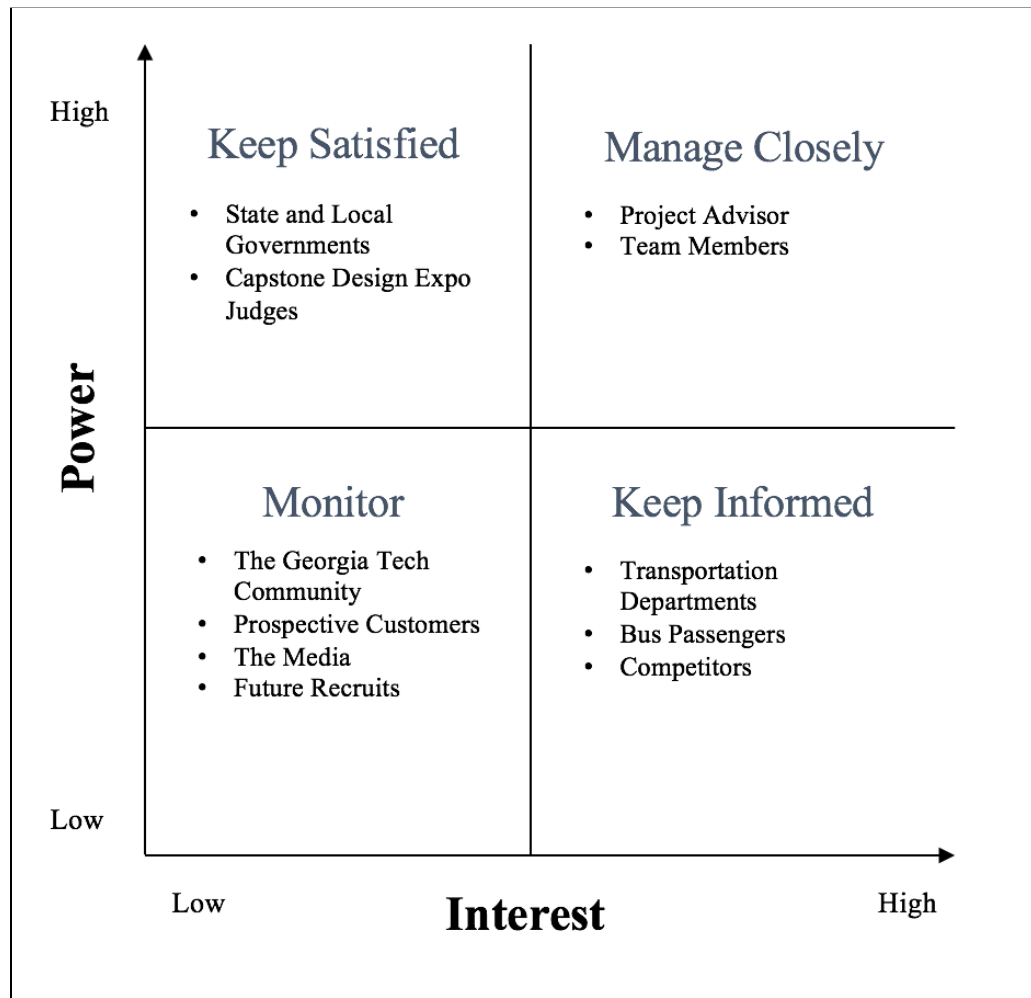 High
Keep Satisfied
• State and Local
Governments
• Capstone Design Expo
Judges
Manage Closely
• Project Advisor
• Team Members
Power
Monitor
• The Georgia Tech
Community
• Prospective Customers
• The Media
• Future Recruits
Keep Informed
• Transportation
Departments
• Bus Passengers
• Competitors
Low
Low
Interest
High